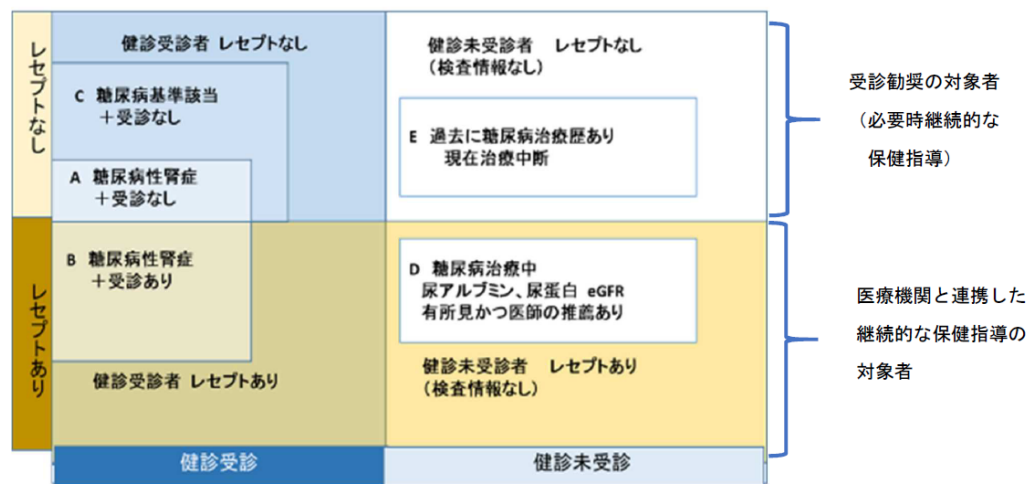 レセプトなし
健診受診者 レセプトなし
C 糖尿病基準該当
＋受診なし
A 糖尿病性腎症
＋受診なし
健診未受診者 レセプトなし
（検査情報なし）
E 過去に糖尿病治療歴あり
現在治療中断
受診勧奨の対象者
（必要時継続的な
保健指導）
レセプトあり
B 糖尿病性腎症
＋受診あり
健診受診者 レセプトあり
D 糖尿病治療中
尿アルブミン、尿蛋白 eGFR
有所見かつ医師の推薦あり
健診未受診者 レセプトあり
（検査情報なし）
医療機関と連携した
継続的な保健指導の
対象者
健診受診
健診未受診